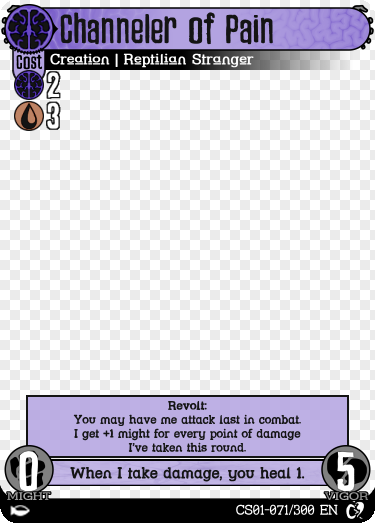 Channeler Of Pain
Cost
Creation | Reptilian Stranger
2
3
Revolt:
You may have me attack last in combat.
I get +1 might for every point of damage
I've taken this round.
When I take damage, you heal 1.
0
5
MIGHT
VIGOR
CS01-071/300 EN